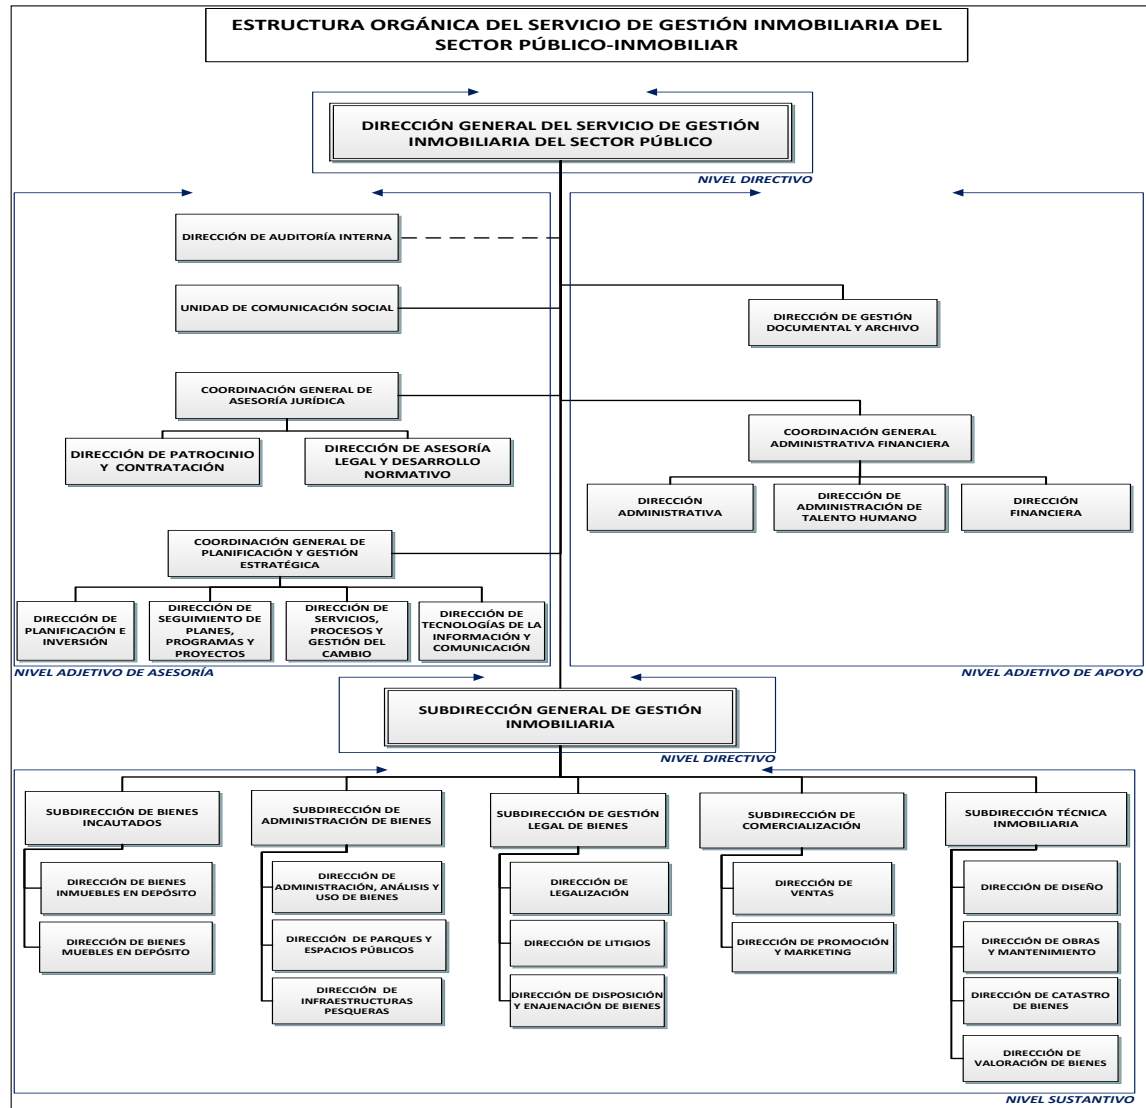 ESTRUCTURA ORGÁNICA DEL SERVICIO DE GESTIÓN INMOBILIARIA DEL
SECTOR PÚBLICO-INMOBILIAR
DIRECCIÓN GENERAL DEL SERVICIO DE GESTIÓN
INMOBILIARIA DEL SECTOR PÚBLICO
NIVEL DIRECTIVO
DIRECCIÓN DE AUDITORÍA INTERNA
UNIDAD DE COMUNICACIÓN SOCIAL
COORDINACIÓN GENERAL DE
ASESORÍA JURÍDICA
DIRECCIÓN DE PATROCINIO
Y CONTRATACIÓN
DIRECCIÓN DE ASESORÍA
LEGAL Y DESARROLLO
NORMATIVO
COORDINACIÓN GENERAL DE
PLANIFICACIÓN Y GESTIÓN
ESTRATÉGICA
DIRECCIÓN DE
PLANIFICACIÓN E
INVERSIÓN
DIRECCIÓN DE
SEGUIMIENTO DE
PLANES,
PROGRAMAS Y
PROYECTOS
DIRECCIÓN DE
SERVICIOS,
PROCESOS Y
GESTIÓN DEL
CAMBIO
DIRECCIÓN DE
TECNOLOGÍAS DE LA
INFORMACIÓN Y
COMUNICACIÓN
NIVEL ADJETIVO DE ASESORÍA
DIRECCIÓN DE GESTIÓN
DOCUMENTAL Y ARCHIVO
COORDINACIÓN GENERAL
ADMINISTRATIVA FINANCIERA
DIRECCIÓN
ADMINISTRATIVA
DIRECCIÓN DE
ADMINISTRACIÓN DE
TALENTO HUMANO
DIRECCIÓN
FINANCIERA
NIVEL ADJETIVO DE APOYO
SUBDIRECCIÓN GENERAL DE GESTIÓN
INMOBILIARIA
NIVEL DIRECTIVO
SUBDIRECCIÓN DE BIENES
INCAUTADOS
DIRECCIÓN DE BIENES
INMUEBLES EN DEPÓSITO
DIRECCIÓN DE BIENES
MUEBLES EN DEPÓSITO
SUBDIRECCIÓN DE
ADMINISTRACIÓN DE BIENES
DIRECCIÓN DE
ADMINISTRACIÓN, ANÁLISIS Y
USO DE BIENES
DIRECCIÓN DE PARQUES Y
ESPACIOS PÚBLICOS
DIRECCIÓN DE
INFRAESTRUCTURAS
PESQUERAS
SUBDIRECCIÓN DE GESTIÓN
LEGAL DE BIENES
DIRECCIÓN DE
LEGALIZACIÓN
DIRECCIÓN DE LITIGIOS
DIRECCIÓN DE DISPOSICIÓN
Y ENAJENACIÓN DE BIENES
SUBDIRECCIÓN DE
COMERCIALIZACIÓN
DIRECCIÓN DE
VENTAS
DIRECCIÓN DE PROMOCIÓN
Y MARKETING
SUBDIRECCIÓN TÉCNICA
INMOBILIARIA
DIRECCIÓN DE DISEÑO
DIRECCIÓN DE OBRAS
Y MANTENIMIENTO
DIRECCIÓN DE CATASTRO
DE BIENES
DIRECCIÓN DE
VALORACIÓN DE BIENES
NIVEL SUSTANTIVO